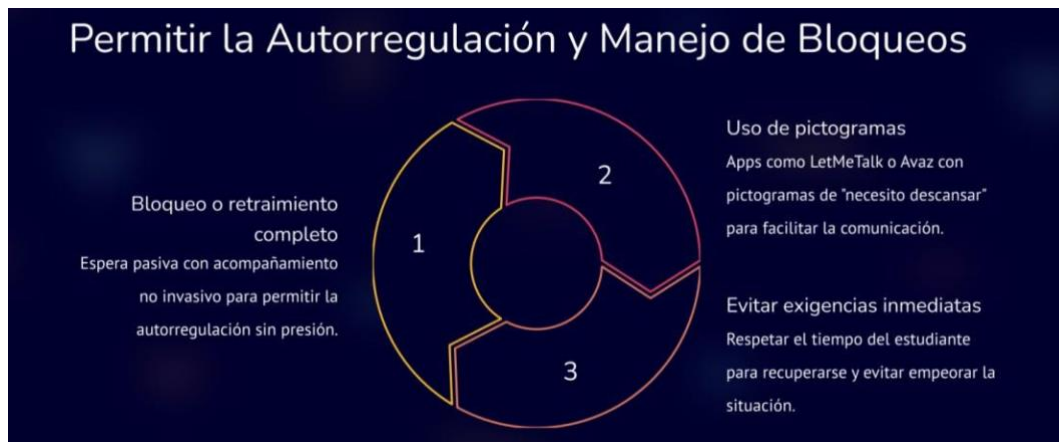 Permitir la Autorregulación y Manejo de Bloqueos
1
Bloqueo o retraimiento
completo
Espera pasiva con acompañamiento
no invasivo para permitir la
autorregulación sin presión.
2
Uso de pictogramas
Apps como LetMeTalk o Avaz con
pictogramas de "necesito descansar"
para facilitar la comunicación.
3
Evitar exigencias inmediatas
Respetar el tiempo del estudiante
para recuperarse y evitar empeorar la
situación.